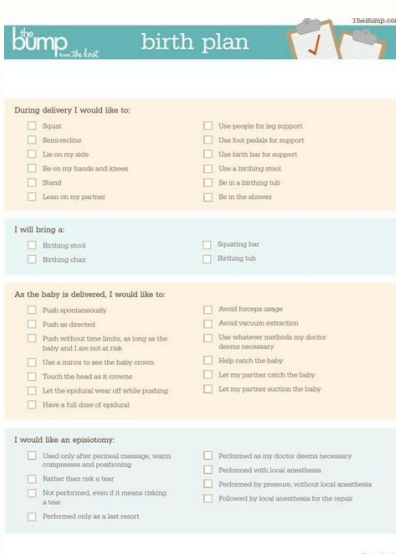 TheBump.com
the bump from the knot
birth plan
During delivery I would like to:
Squat
Semi-recline
Lie on my side
Be on my hands and knees
Stand
Lean on my partner
Use people for leg support
Use foot pedals for support
Use birth bar for support
Use a birthing stool
Be in a birthing tub
Be in the shower
I will bring a:
Birthing stool
Birthing chair
Squating bar
Birthing tub
As the baby is delivered, I would like to:
Push spontaneously
Push as directed
Push without time limits, as long as the
baby and I are not at risk
Use a mirror to see the baby crown
Touch the head as it crowns
Let the epidural wear off while pushing
Have a full dose of epidural
Avoid forceps usage
Avoid vacuum extraction
Use whatever methods my doctor
deems necessary
Help catch the baby
Let my partner catch the baby
Let my partner suction the baby
I would like an episiotomy:
Used only after perineal massage, warm
compresses and positioning
Rather than risk a tear
Not performed, even if it means risking
a tear
Performed only as a last resort
Performed as my doctor deems necessary
Performed with local anesthesia
Performed by pressure, without local anesthesia
Followed by local anesthesia for the repair